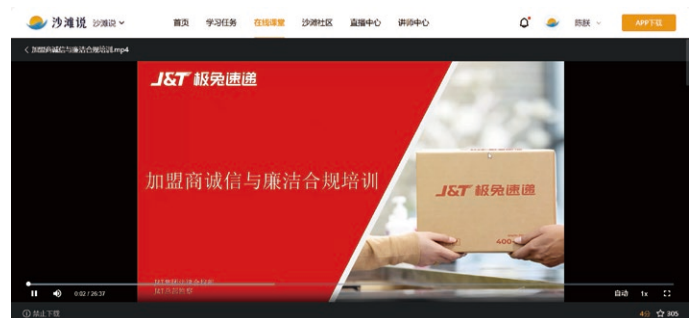 沙滩说 沙滩说
首页 学习任务 在线课堂 沙滩社区 直播中心 讲师中心
APP下载
加盟商诚信与廉洁合规培训.mp4
J&T 极兔速递
加盟商诚信与廉洁合规培训
J&T 极兔速递
400-
0:02 / 26:37
自动 1x
禁止下载
4分 305